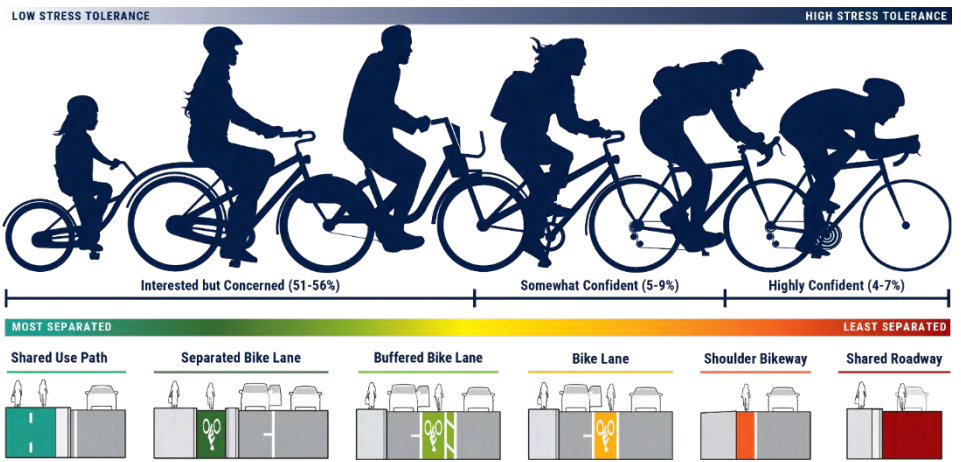 LOW STRESS TOLERANCE HIGH STRESS TOLERANCE
Interested but Concerned (51-56%) Somewhat Confident (5-9%) Highly Confident (4-7%)
MOST SEPARATED LEAST SEPARATED
Shared Use Path Separated Bike Lane Buffered Bike Lane Bike Lane Shoulder Bikeway Shared Roadway